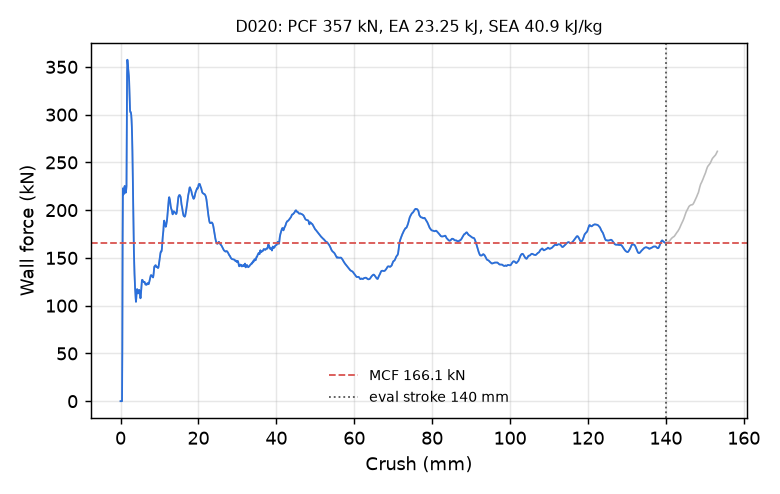 D020: PCF 357 kN, EA 23.25 kJ, SEA 40.9 kJ/kg
Wall force (kN)
350
300
250
200
150
100
50
0
MCF 166.1 kN
eval stroke 140 mm
0 20 40 60 80 100 120 140 160
Crush (mm)